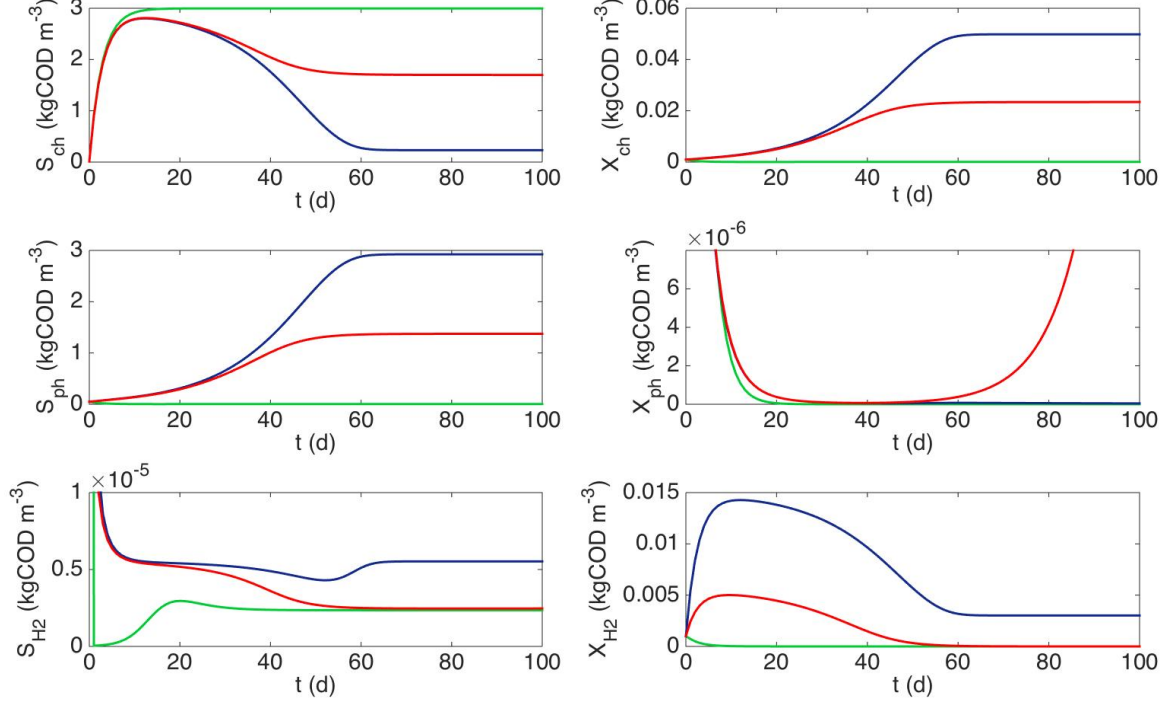 3
2
1
0
S_ch (kgCOD m^-3)
0 20 40 60 80 100
t (d)
0.06
0.04
0.02
0
X_ch (kgCOD m^-3)
0 20 40 60 80 100
t (d)
3
2
1
0
S_ph (kgCOD m^-3)
0 20 40 60 80 100
t (d)
×10^-6
6
4
2
0
X_ph (kgCOD m^-3)
0 20 40 60 80 100
t (d)
×10^-5
1
0.5
0
S_H2 (kgCOD m^-3)
0 20 40 60 80 100
t (d)
0.015
0.01
0.005
0
X_H2 (kgCOD m^-3)
0 20 40 60 80 100
t (d)